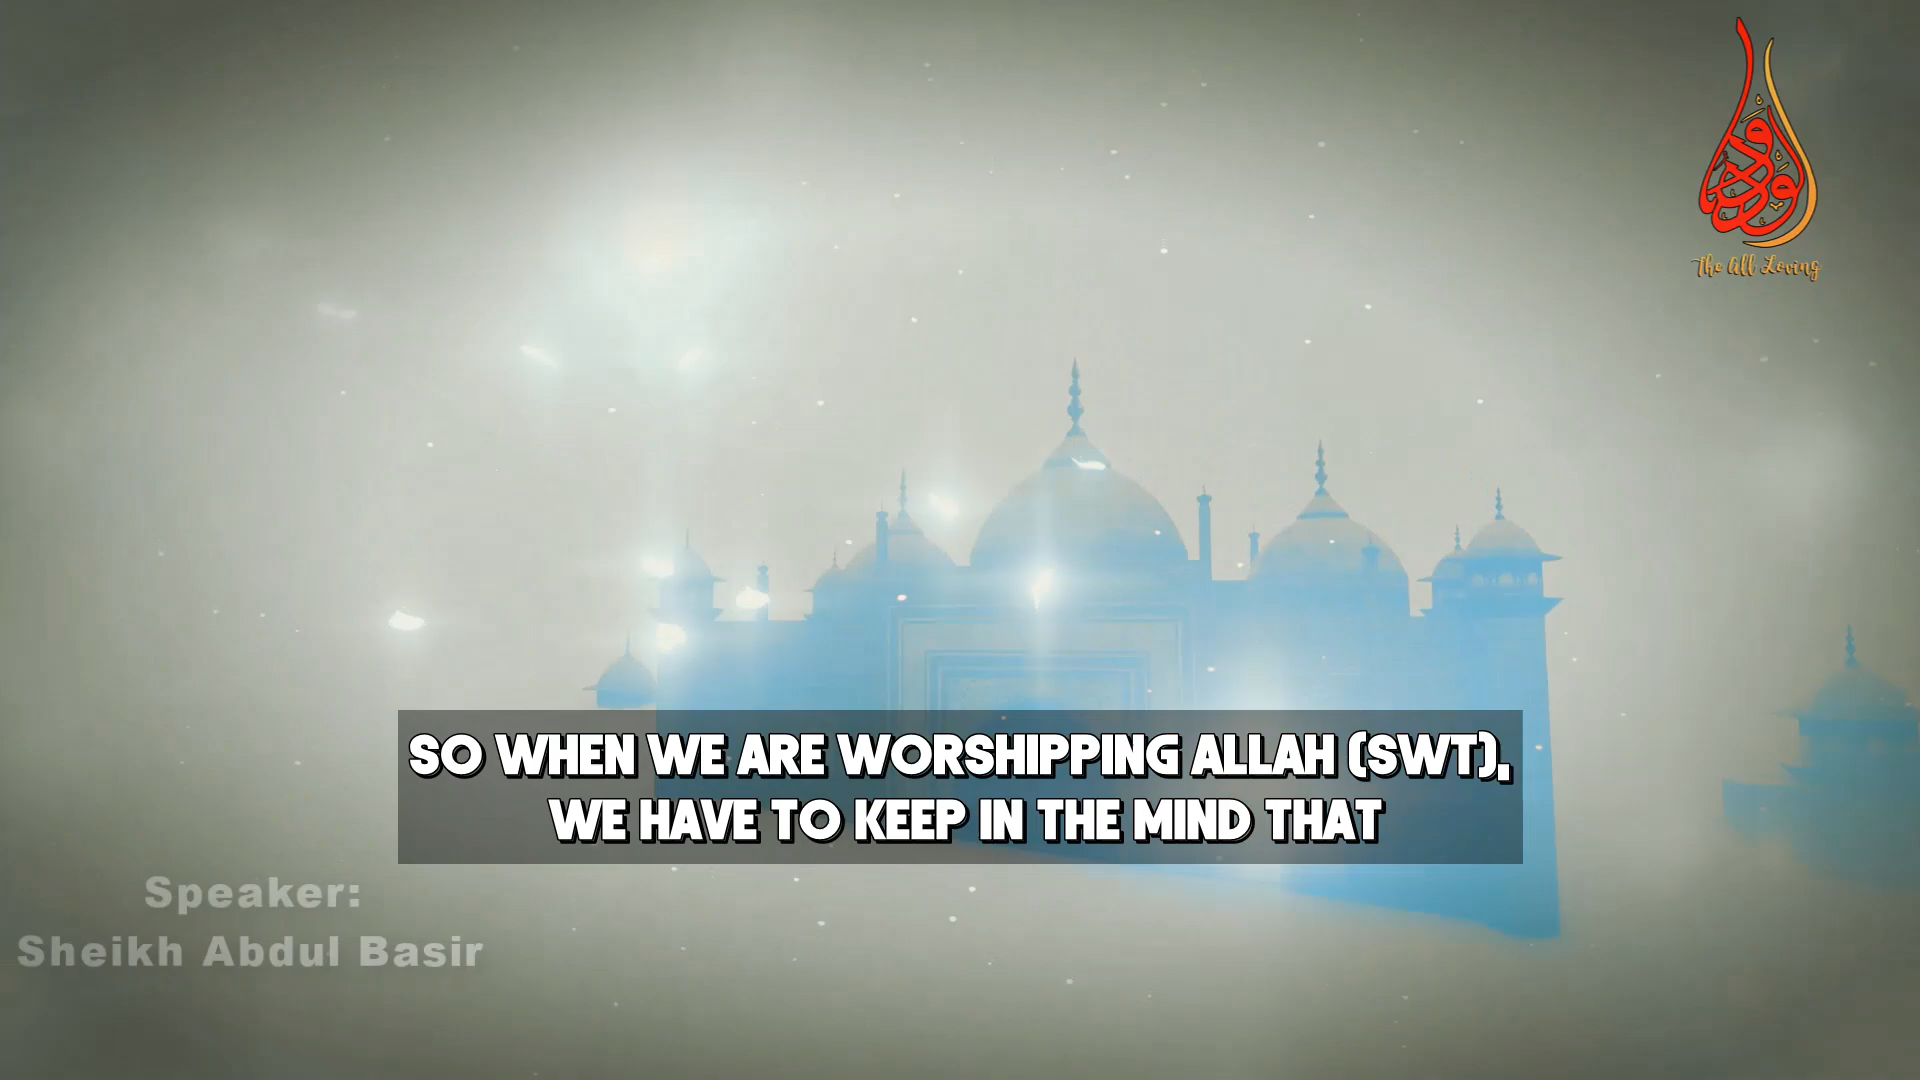 الودود
The All Loving
SO WHEN WE ARE WORSHIPPING ALLAH (SWT),
WE HAVE TO KEEP IN THE MIND THAT
Speaker:
Sheikh Abdul Basir